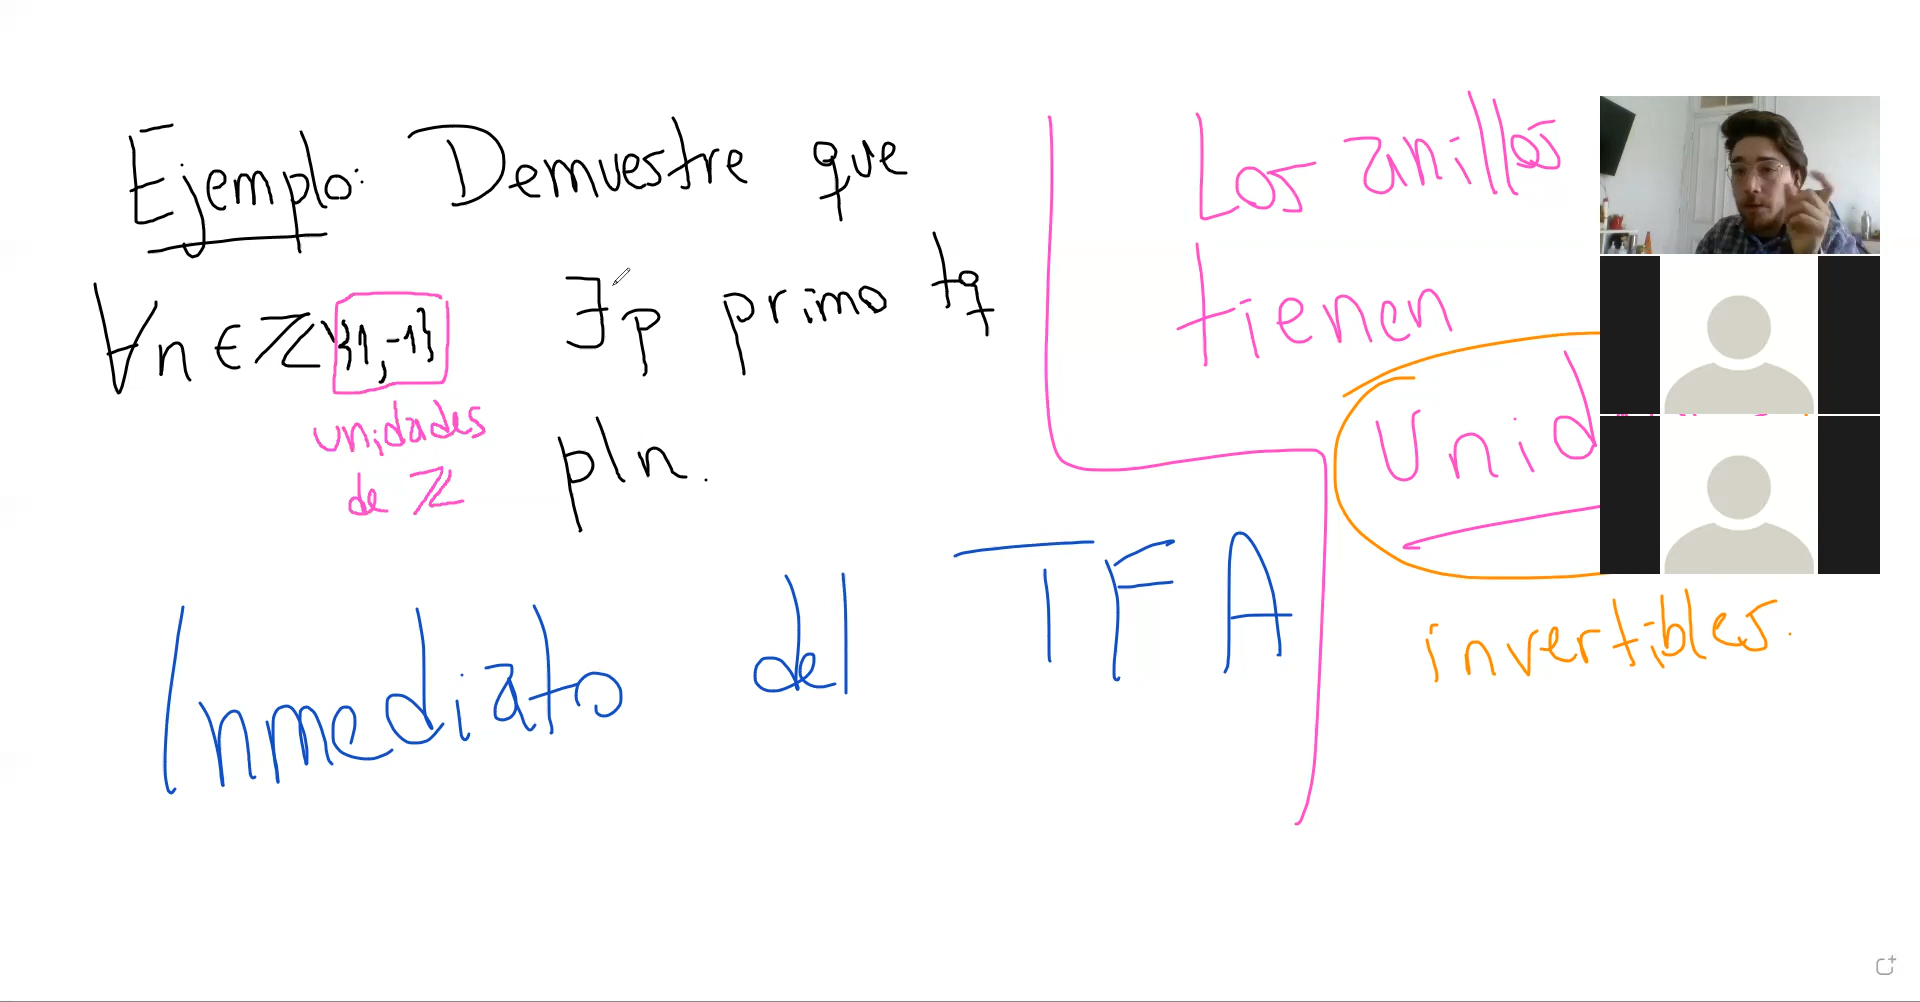 Ejemplo: Demuestre que
∀n ∈ ℤ\{1,-1} ∃p primo tq
p|n.
unidades
de ℤ
Inmediato del TFA
Los anillos
tienen
Unid
invertibles.